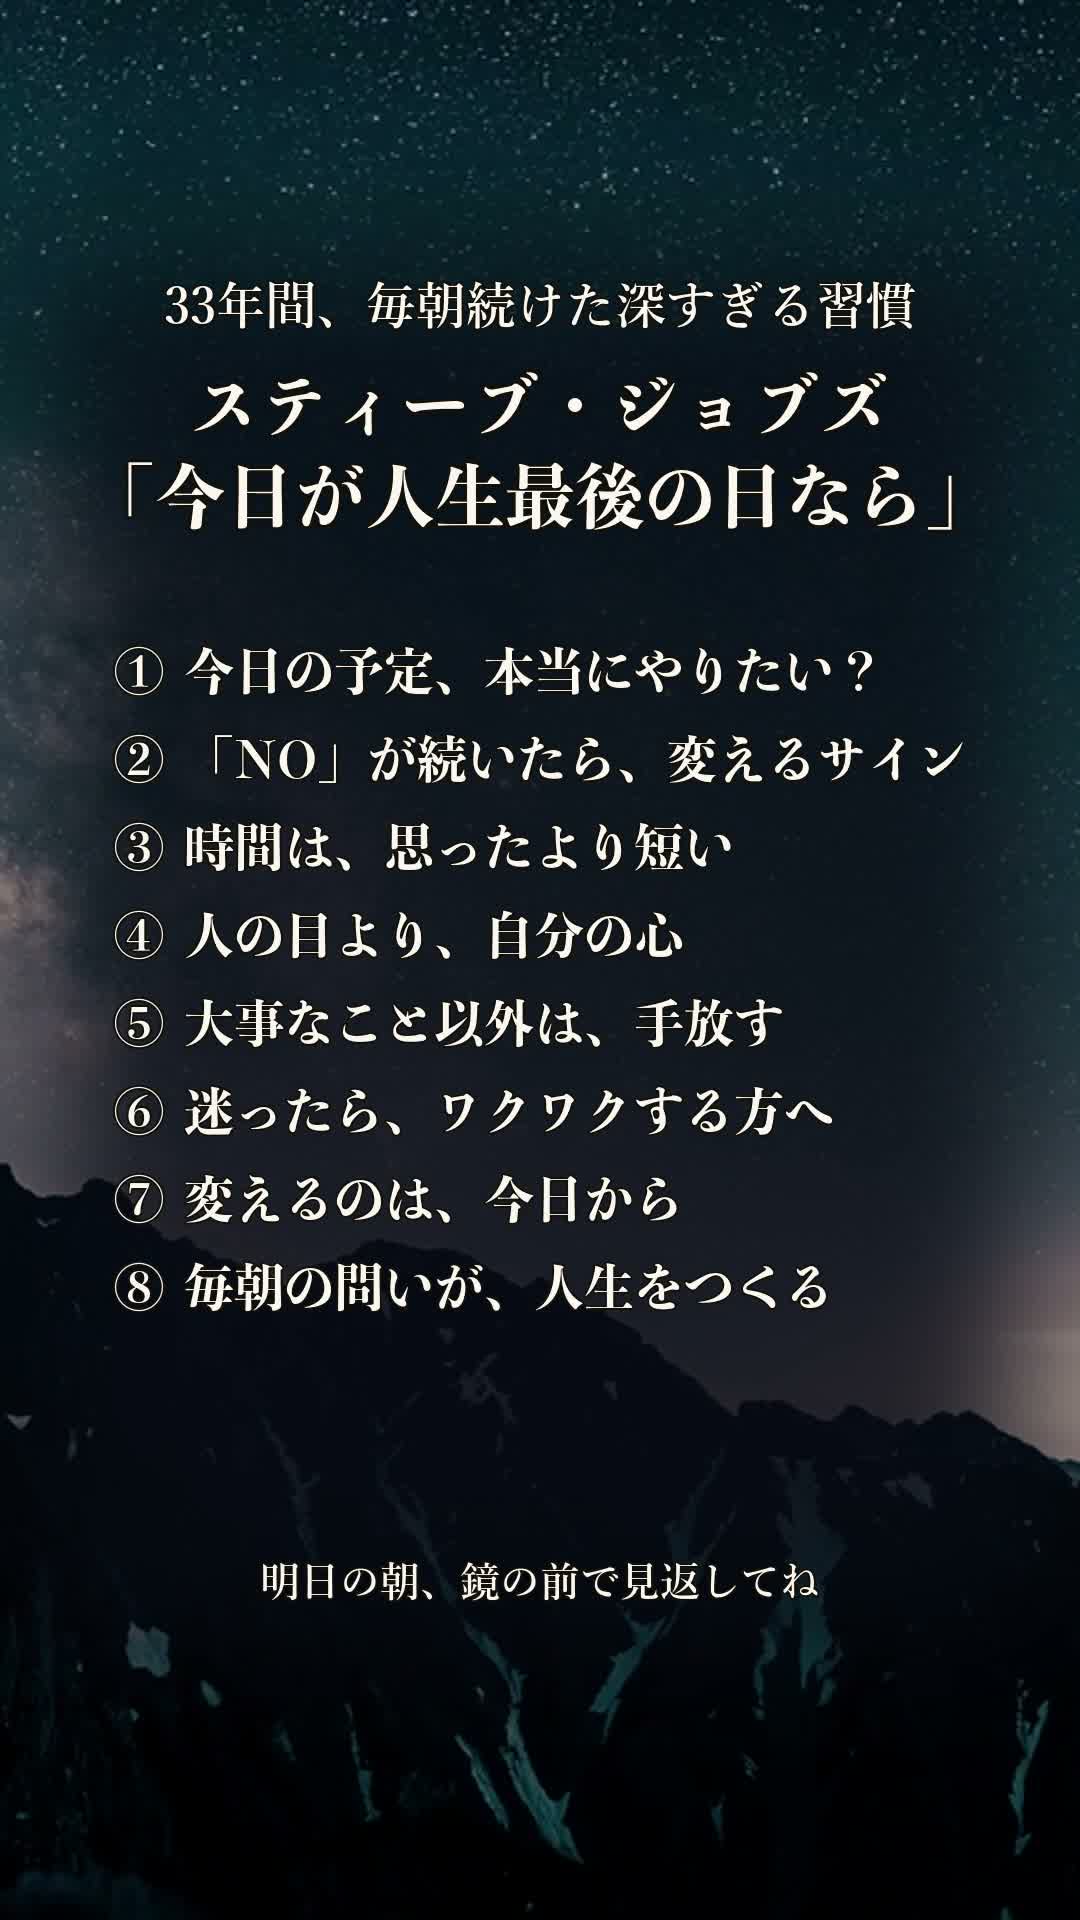 33年間、毎朝続けた深すぎる習慣
スティーブ・ジョブズ
「今日が人生最後の日なら」
① 今日の予定、本当にやりたい？
② 「NO」が続いたら、変えるサイン
③ 時間は、思ったより短い
④ 人の目より、自分の心
⑤ 大事なこと以外は、手放す
⑥ 迷ったら、ワクワクする方へ
⑦ 変えるのは、今日から
⑧ 毎朝の問いが、人生をつくる
明日の朝、鏡の前で見返してね